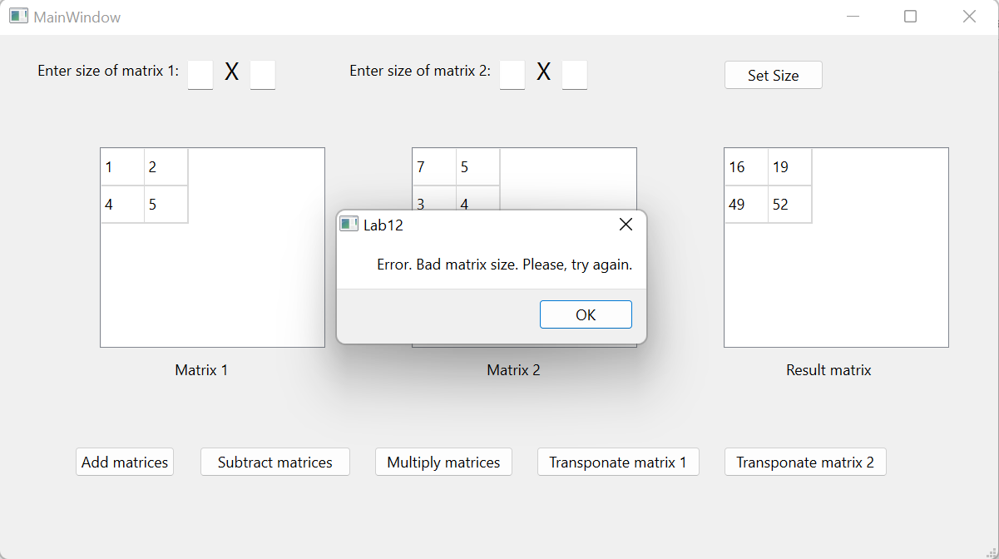 MainWindow
Enter size of matrix 1: X Enter size of matrix 2: X Set Size
1 2 7 5 16 19
4 5 3 4 49 52
Lab12
Error. Bad matrix size. Please, try again.
OK
Matrix 1 Matrix 2 Result matrix
Add matrices Subtract matrices Multiply matrices Transponate matrix 1 Transponate matrix 2